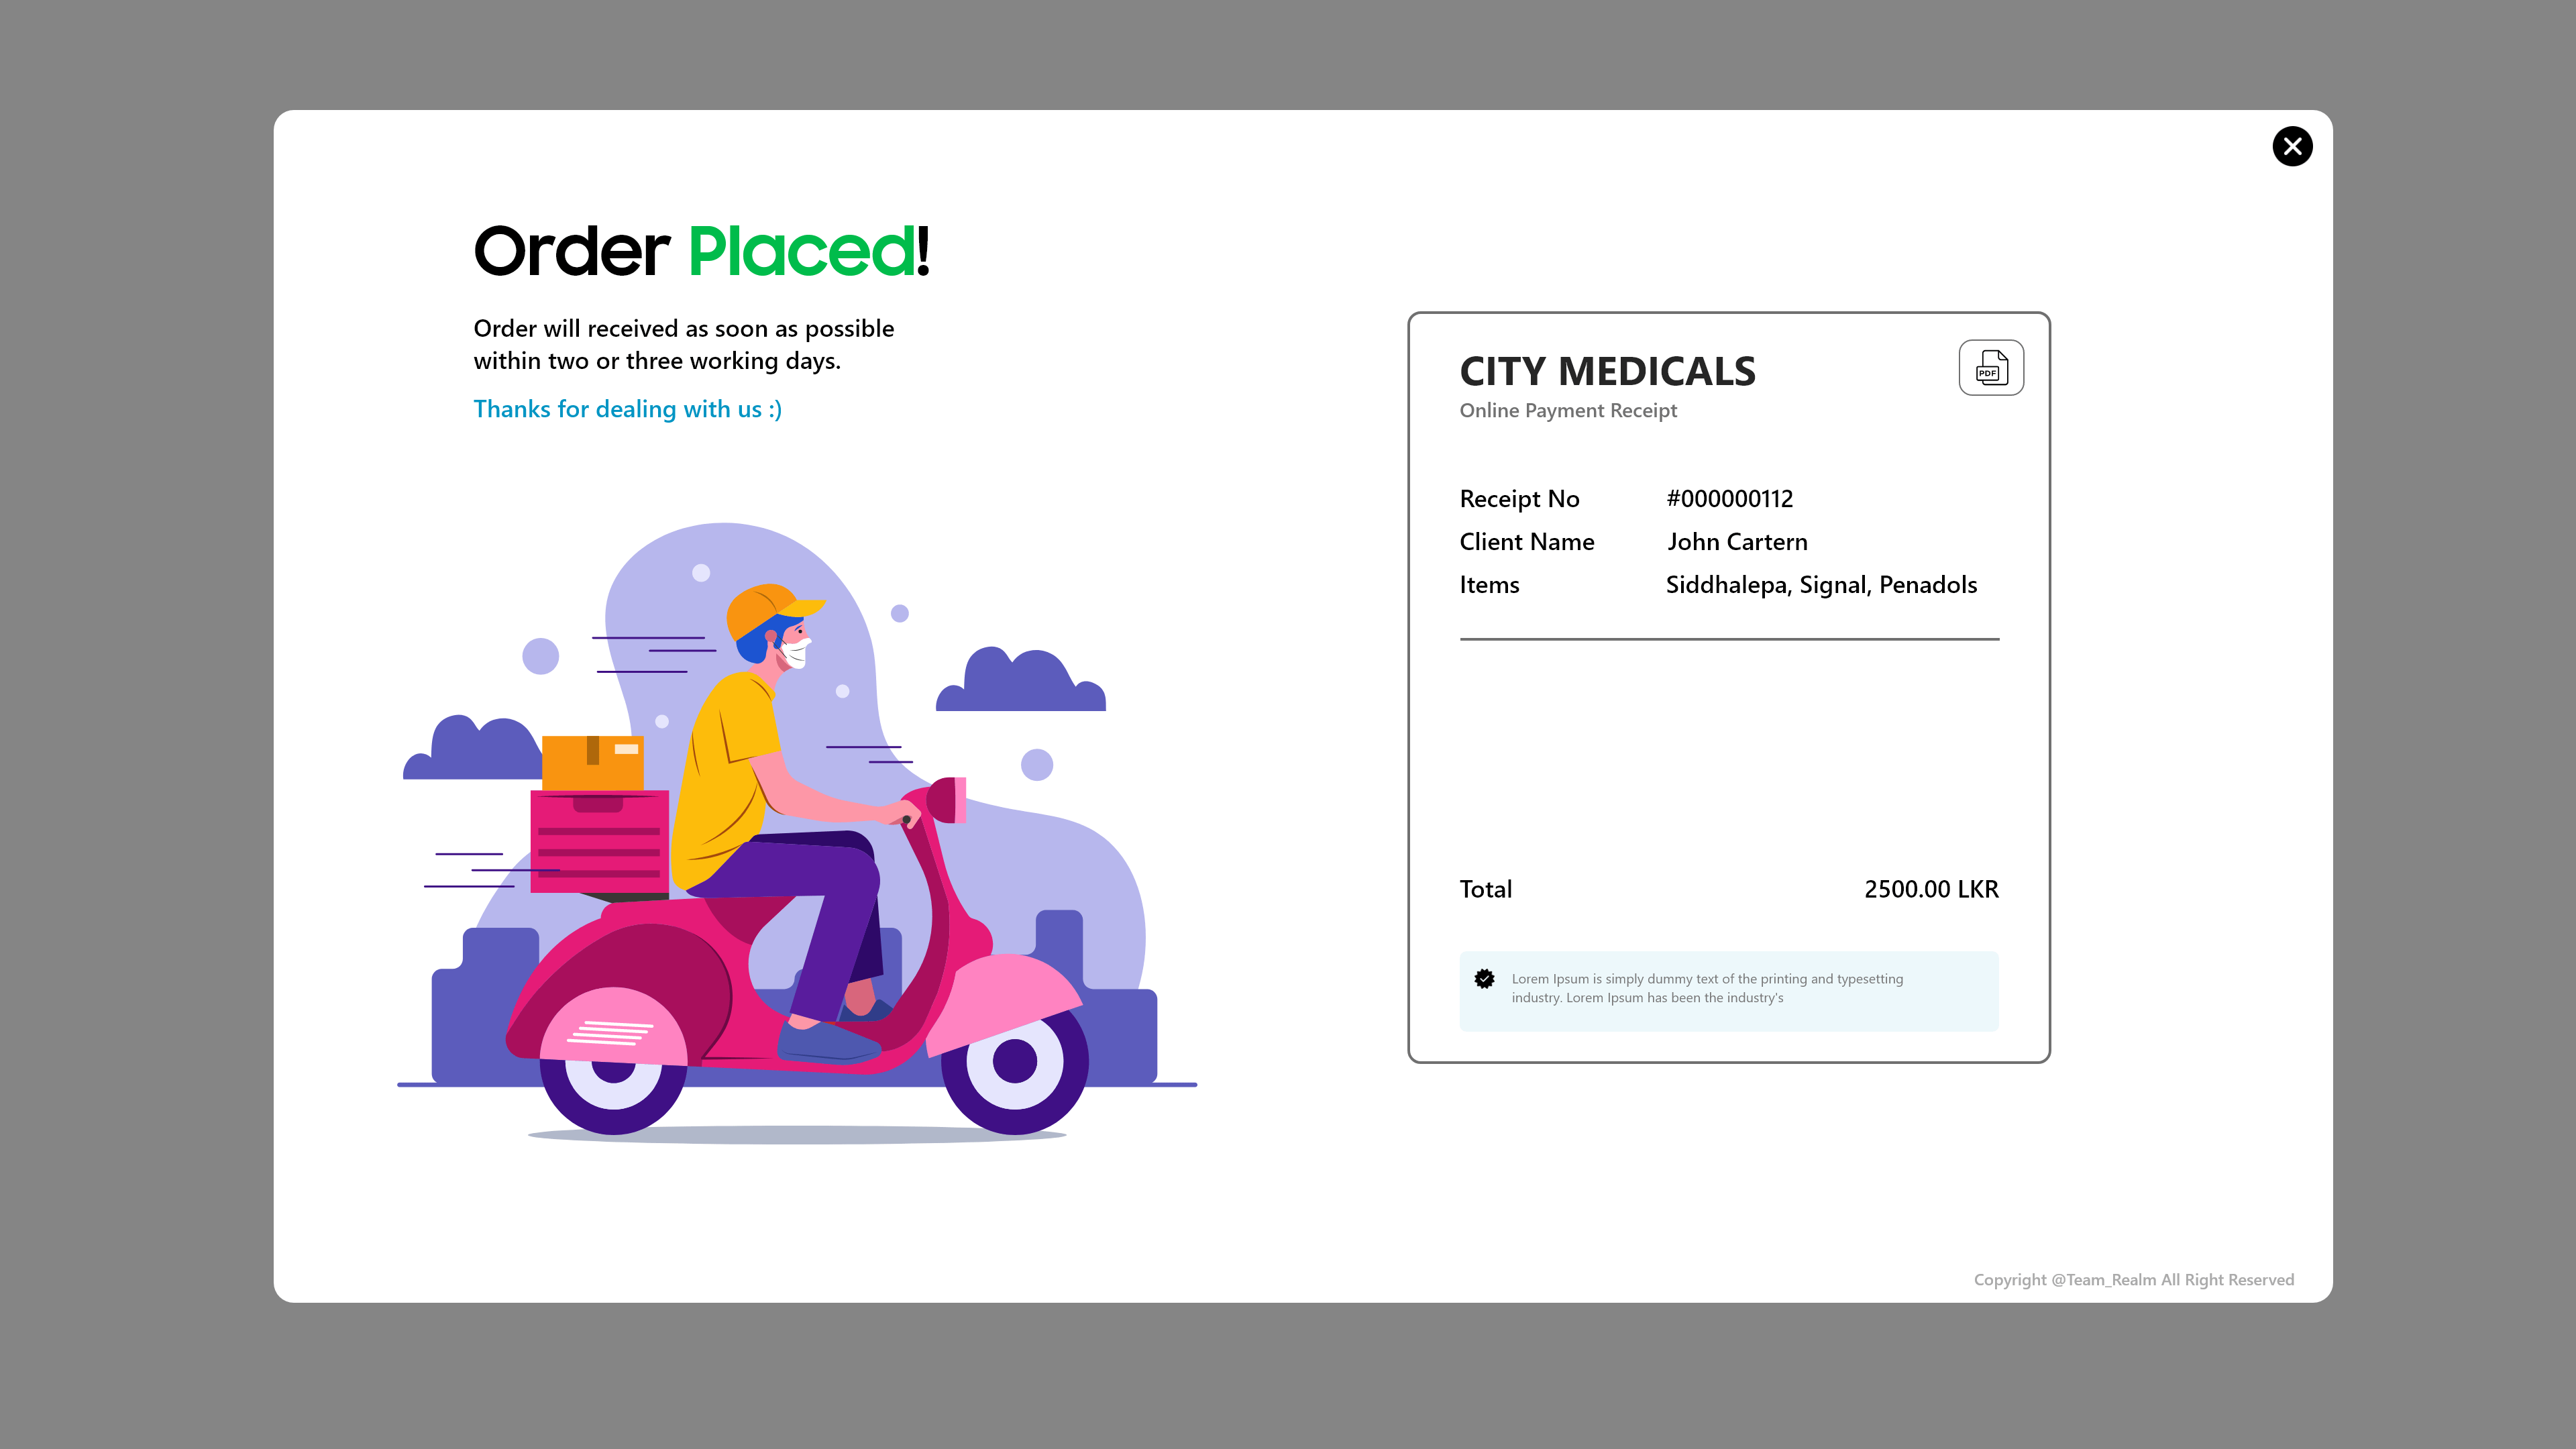 Order Placed!
Order will received as soon as possible
within two or three working days.
Thanks for dealing with us :)
CITY MEDICALS
PDF
Online Payment Receipt
Receipt No #000000112
Client Name John Cartern
Items Siddhalepa, Signal, Penadols
Total 2500.00 LKR
Lorem Ipsum is simply dummy text of the printing and typesetting
industry. Lorem Ipsum has been the industry's
Copyright @Team_Realm All Right Reserved